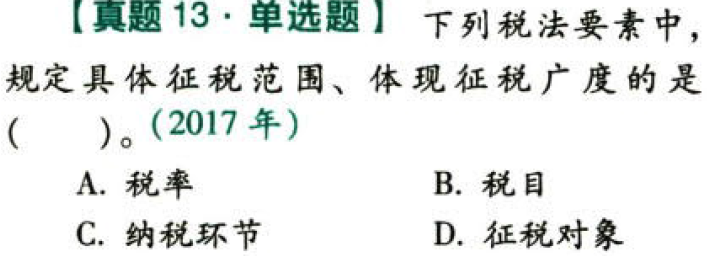 【真题 13 · 单选题】 下列税法要素中，
规定具体征税范围、体现征税广度的是
(　　)。(2017 年)
A. 税率　　B. 税目
C. 纳税环节　　D. 征税对象